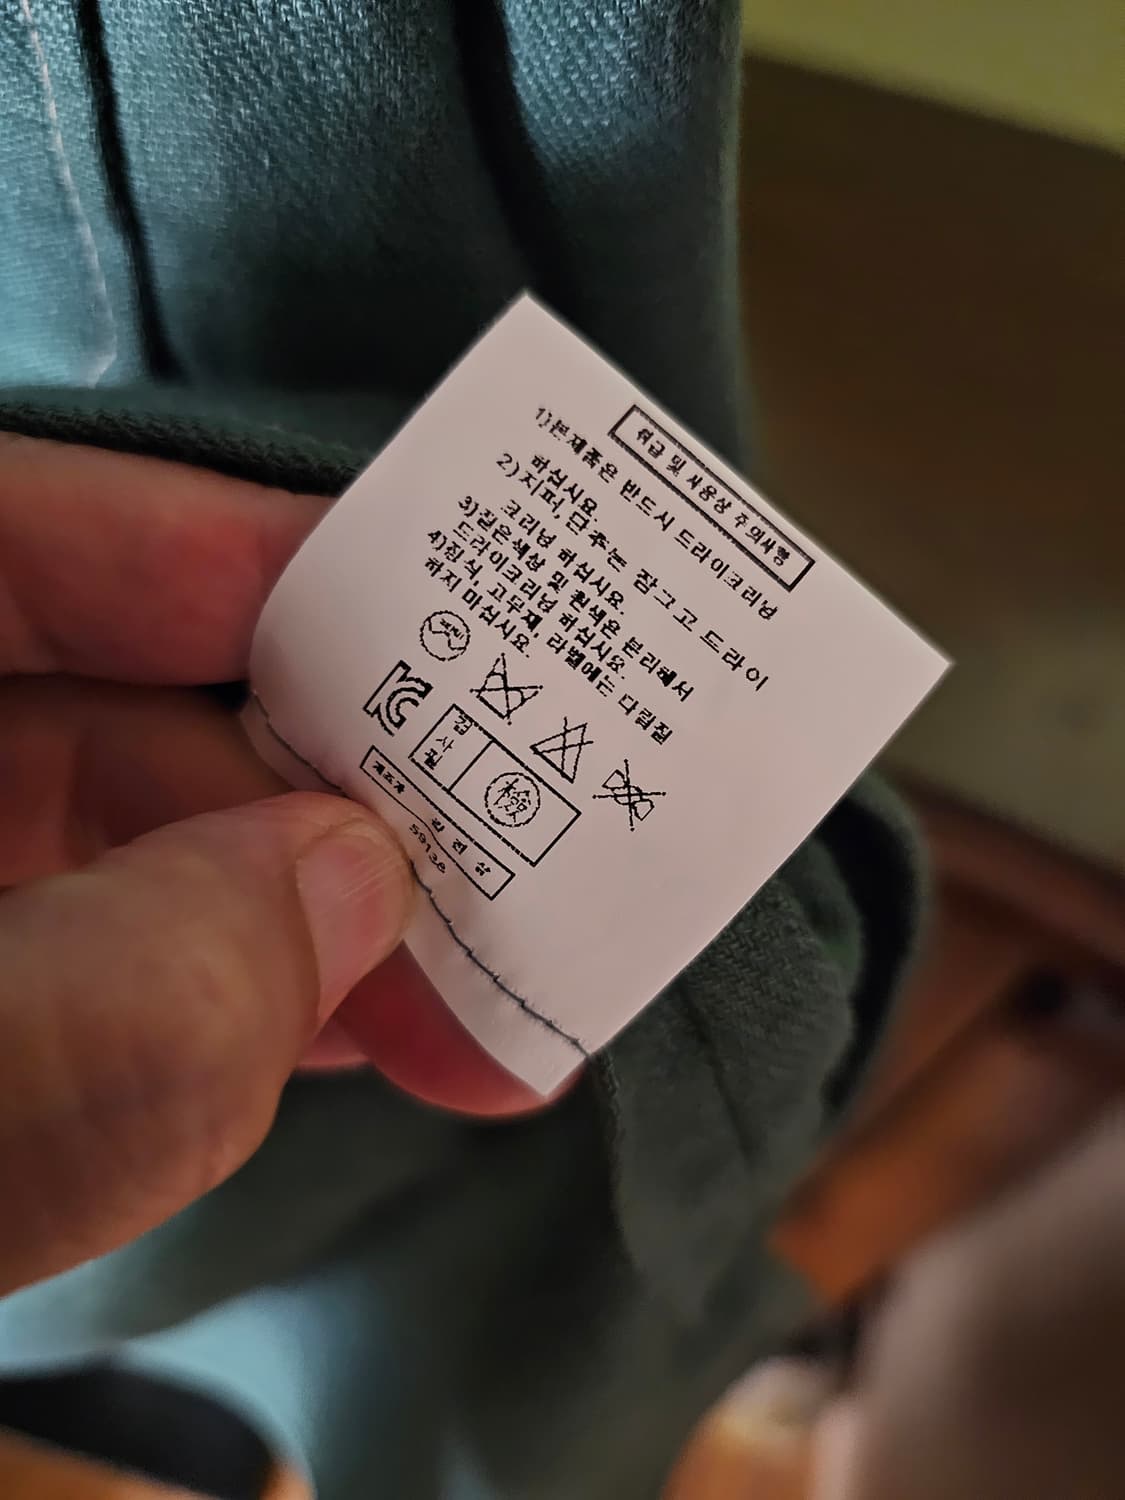 취급 및 사용상 주의사항
1)본제품은 반드시 드라이크리닝
하십시요.
2)지퍼, 단추는 잠그고 드라이
크리닝 하십시요.
3)짙은색상 및 흰색은 분리해서
드라이크리닝 하십시요.
4)장식, 고무재, 라벨에는 다림질
하지 마십시요.
검사필
檢
제조자